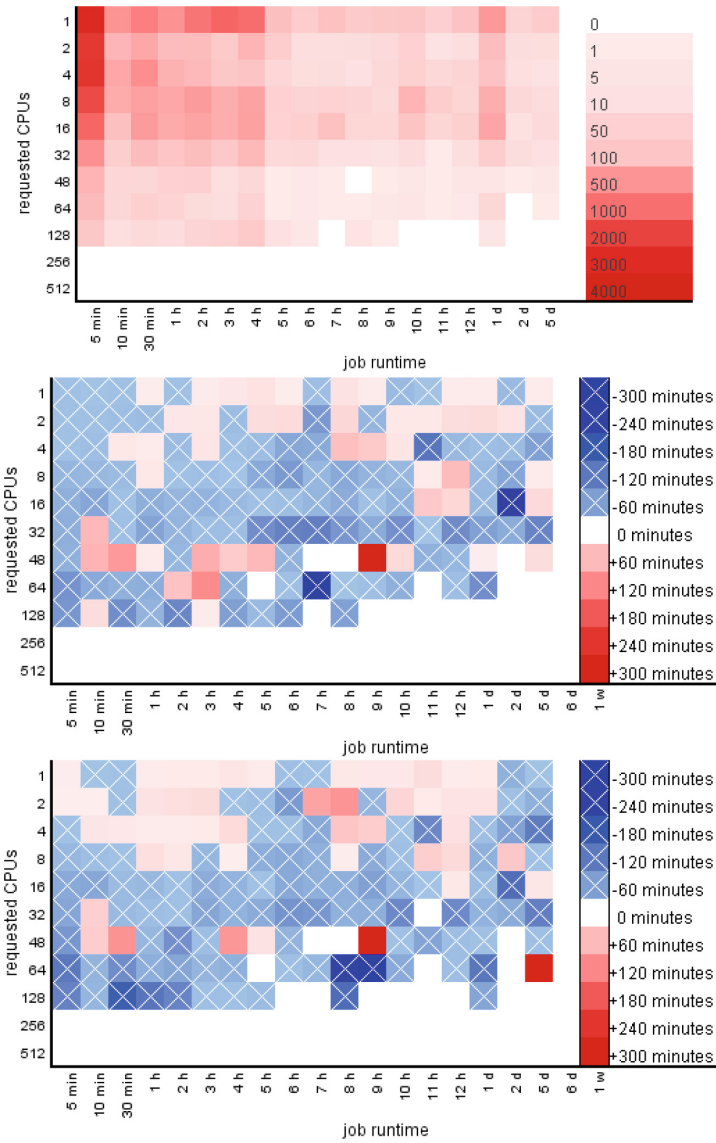 requested CPUs
1
2
4
8
16
32
48
64
128
256
512
5 min
10 min
30 min
1 h
2 h
3 h
4 h
5 h
6 h
7 h
8 h
9 h
10 h
11 h
12 h
1 d
2 d
5 d
job runtime
0
1
5
10
50
100
500
1000
2000
3000
4000
requested CPUs
1
2
4
8
16
32
48
64
128
256
512
5 min
10 min
30 min
1 h
2 h
3 h
4 h
5 h
6 h
7 h
8 h
9 h
10 h
11 h
12 h
1 d
2 d
5 d
6 d
1 w
job runtime
-300 minutes
-240 minutes
-180 minutes
-120 minutes
-60 minutes
0 minutes
+60 minutes
+120 minutes
+180 minutes
+240 minutes
+300 minutes
requested CPUs
1
2
4
8
16
32
48
64
128
256
512
5 min
10 min
30 min
1 h
2 h
3 h
4 h
5 h
6 h
7 h
8 h
9 h
10 h
11 h
12 h
1 d
2 d
5 d
6 d
1 w
job runtime
-300 minutes
-240 minutes
-180 minutes
-120 minutes
-60 minutes
0 minutes
+60 minutes
+120 minutes
+180 minutes
+240 minutes
+300 minutes